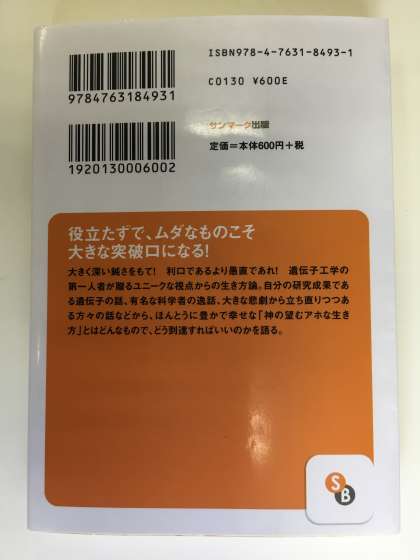 ISBN978-4-7631-8493-1
9784763184931
C0130 ¥600E
サンマーク出版
定価=本体600円+税
1920130006002
役立たずで、ムダなものこそ
大きな突破口になる!
大きく深い鈍さをもて! 利口であるより愚直であれ! 遺伝子工学の
第一人者が贈るユニークな視点からの生き方論。自分の研究成果であ
る遺伝子の話、有名な科学者の逸話、大きな悲劇から立ち直りつつあ
る方々の話などから、ほんとうに豊かで幸せな「神の望むアホな生き
方」とはどんなもので、どう到達すればいいのかを語る。
S
B